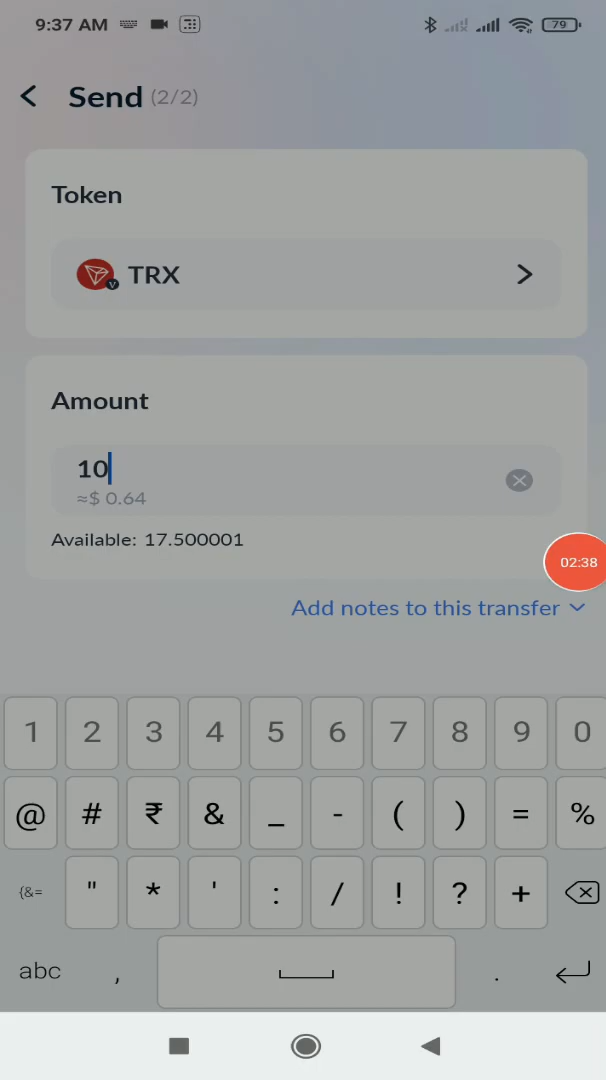 9:37 AM
79
Send (2/2)
Token
TRX
Amount
10
≈$ 0.64
Available: 17.500001
02:38
Add notes to this transfer
1 2 3 4 5 6 7 8 9 0
@ # ₹ & _ - ( ) = %
{&= " * ' : / ! ? +
abc , .